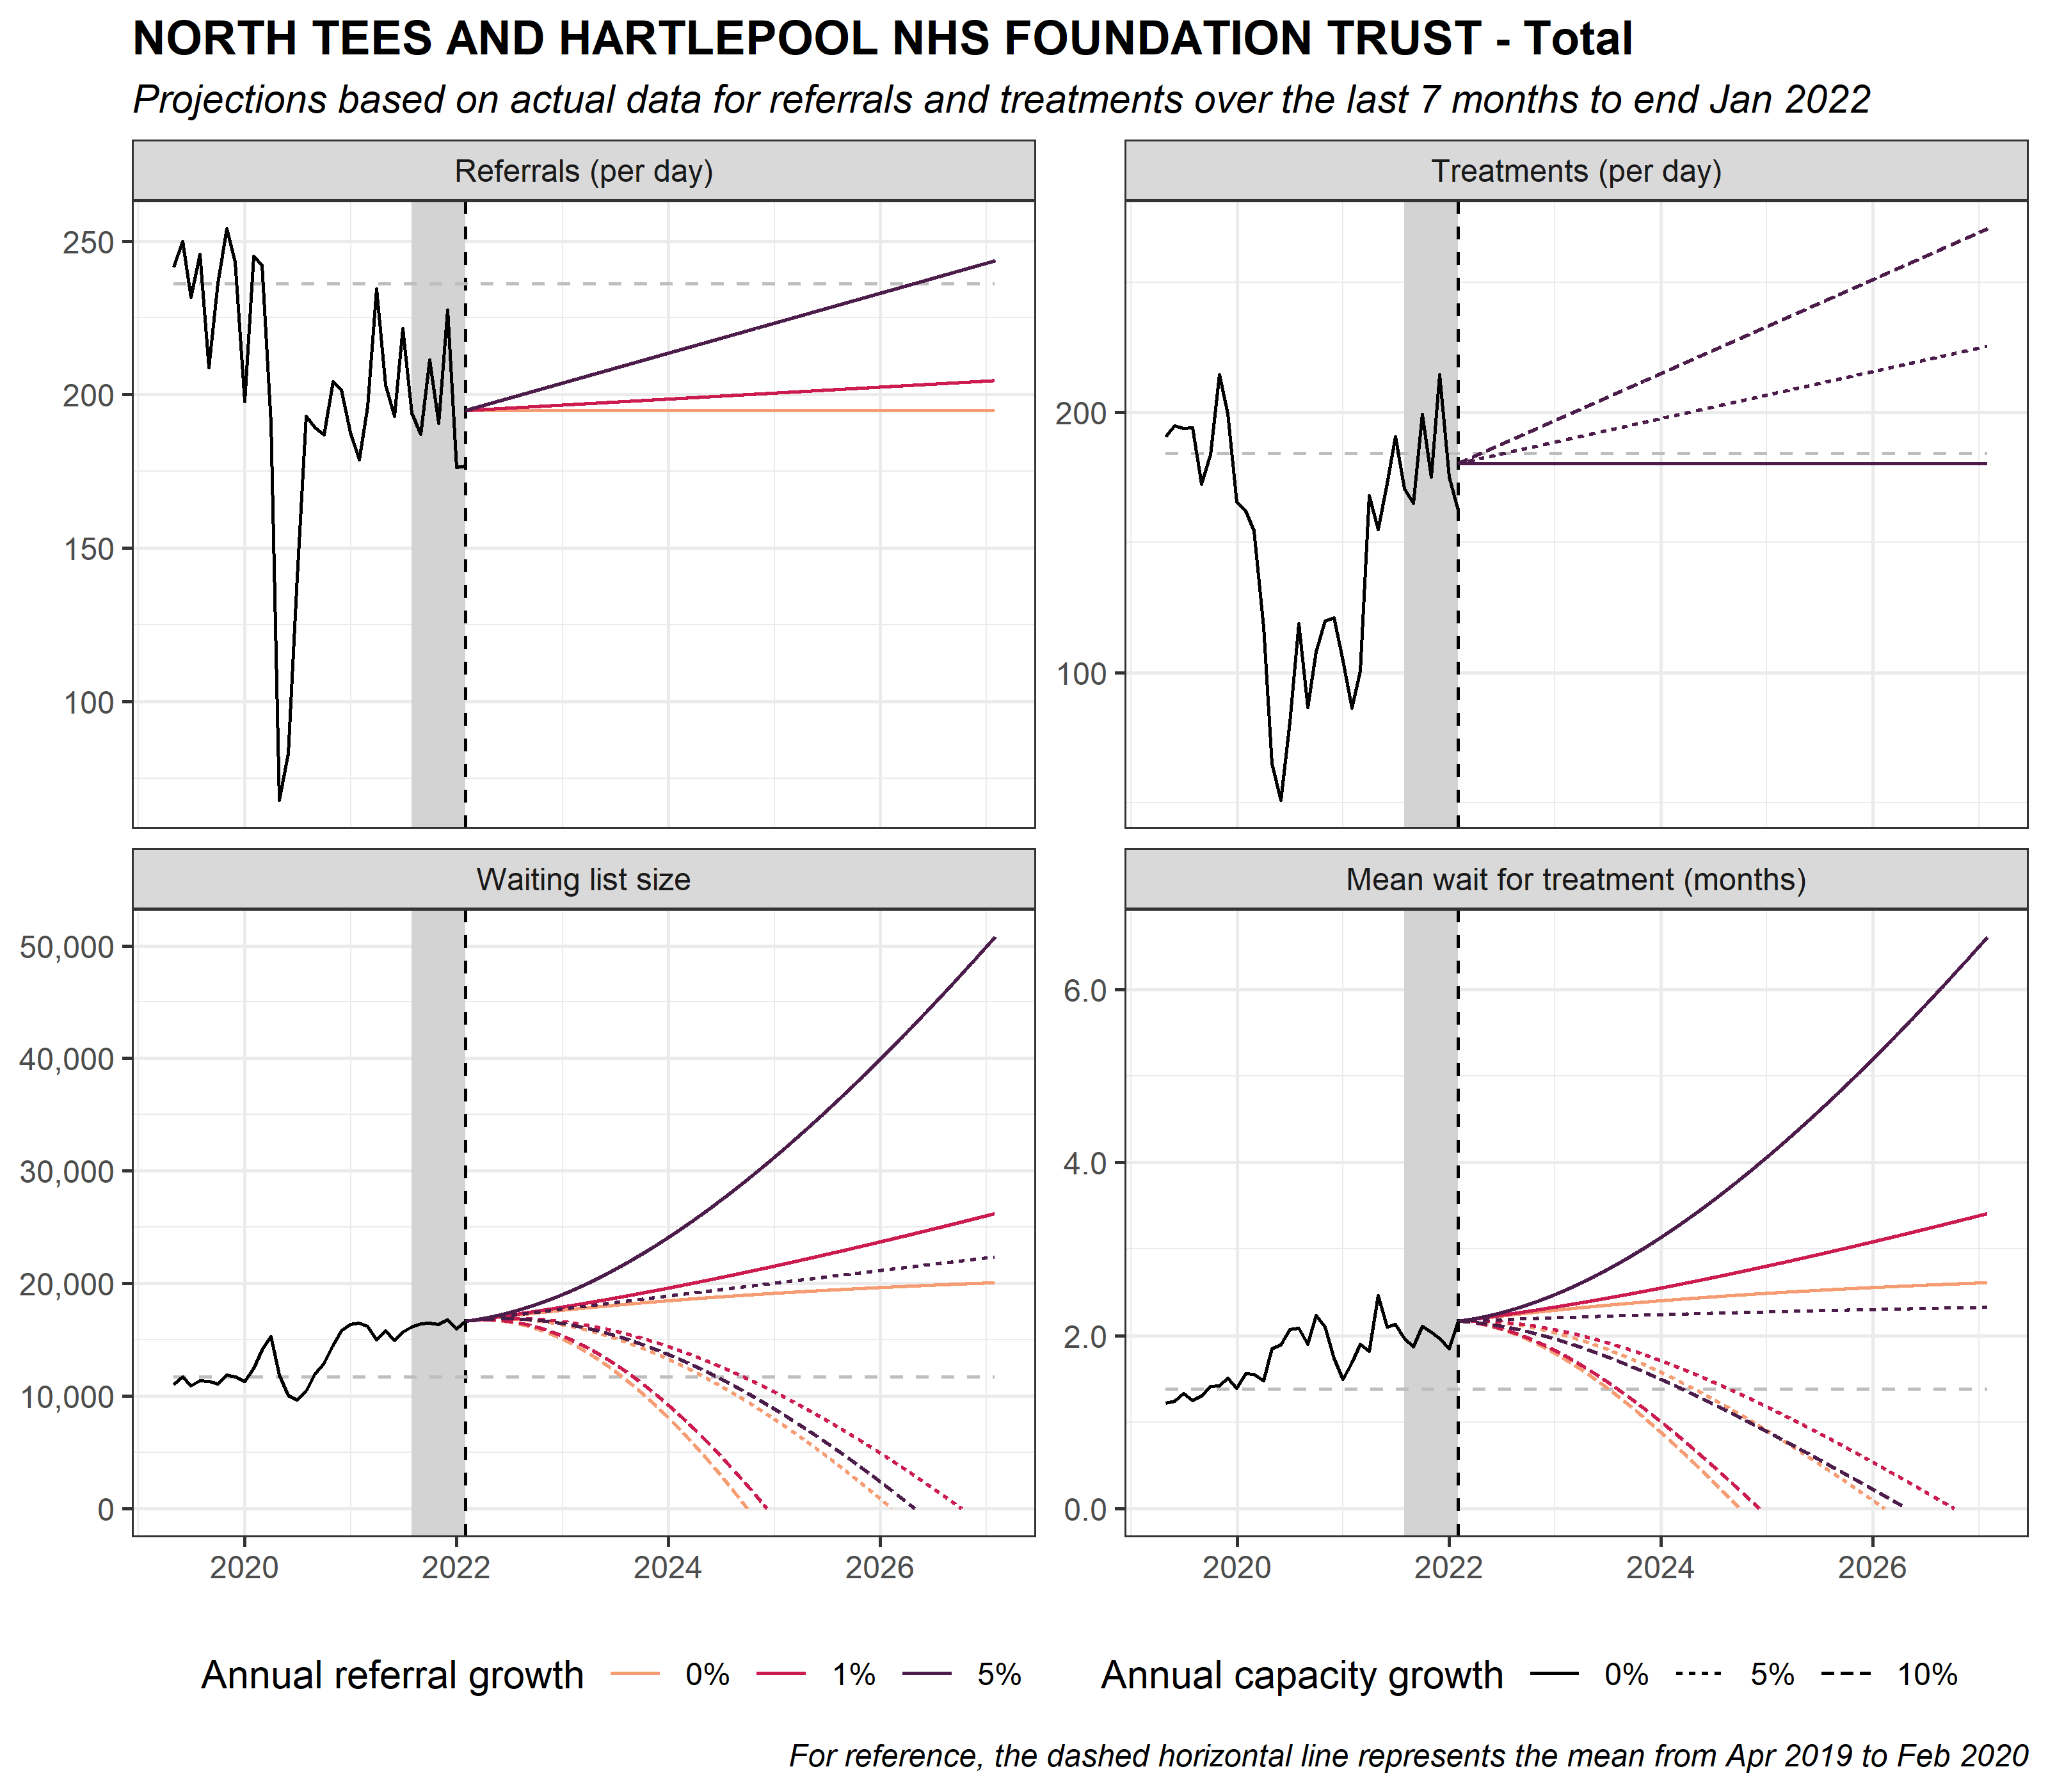 NORTH TEES AND HARTLEPOOL NHS FOUNDATION TRUST - Total
Projections based on actual data for referrals and treatments over the last 7 months to end Jan 2022
Referrals (per day)
250
200
150
100
Treatments (per day)
200
100
Waiting list size
50,000
40,000
30,000
20,000
10,000
0
2020 2022 2024 2026
Mean wait for treatment (months)
6.0
4.0
2.0
0.0
2020 2022 2024 2026
Annual referral growth 0% 1% 5%
Annual capacity growth 0% 5% 10%
For reference, the dashed horizontal line represents the mean from Apr 2019 to Feb 2020